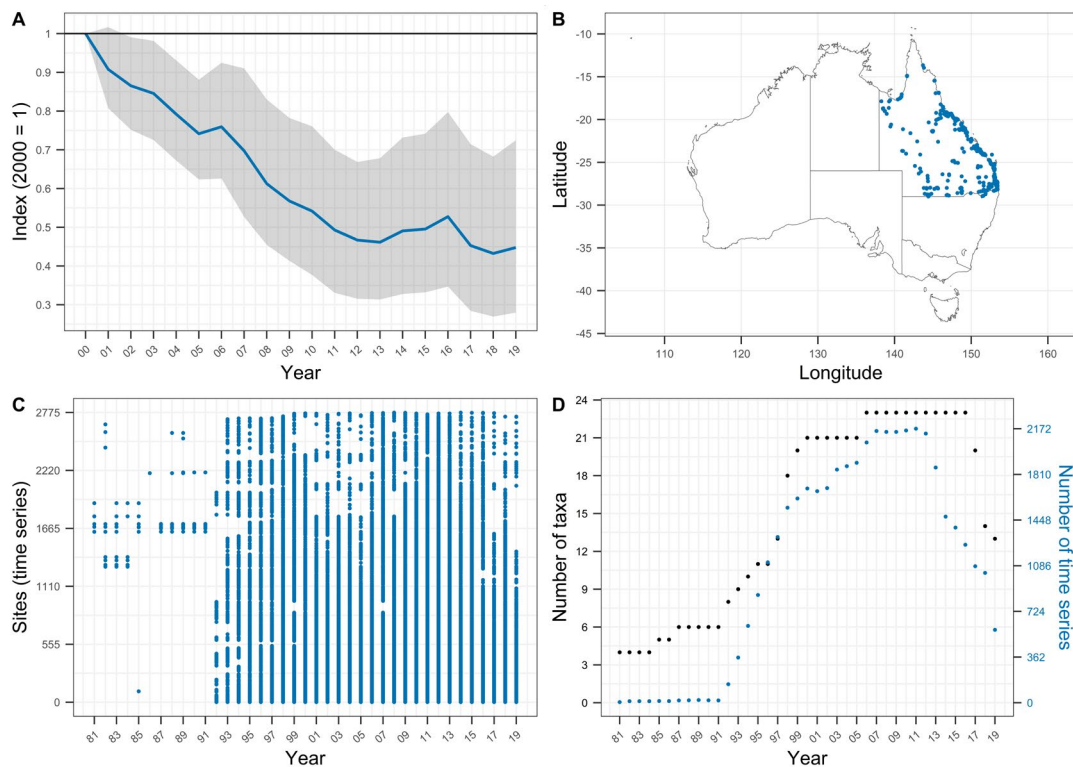 A
1
0.9
0.8
0.7
0.6
0.5
0.4
0.3
Index (2000 = 1)
00 01 02 03 04 05 06 07 08 09 10 11 12 13 14 15 16 17 18 19
Year
B
-10
-15
-20
-25
-30
-35
-40
-45
Latitude
110 120 130 140 150 160
Longitude
C
2775
2220
1665
1110
555
0
Sites (time series)
81 83 85 87 89 91 93 95 97 99 01 03 05 07 09 11 13 15 17 19
Year
D
24
21
18
15
12
9
6
3
0
Number of taxa
2172
1810
1448
1086
724
362
0
Number of time series
81 83 85 87 89 91 93 95 97 99 01 03 05 07 09 11 13 15 17 19
Year